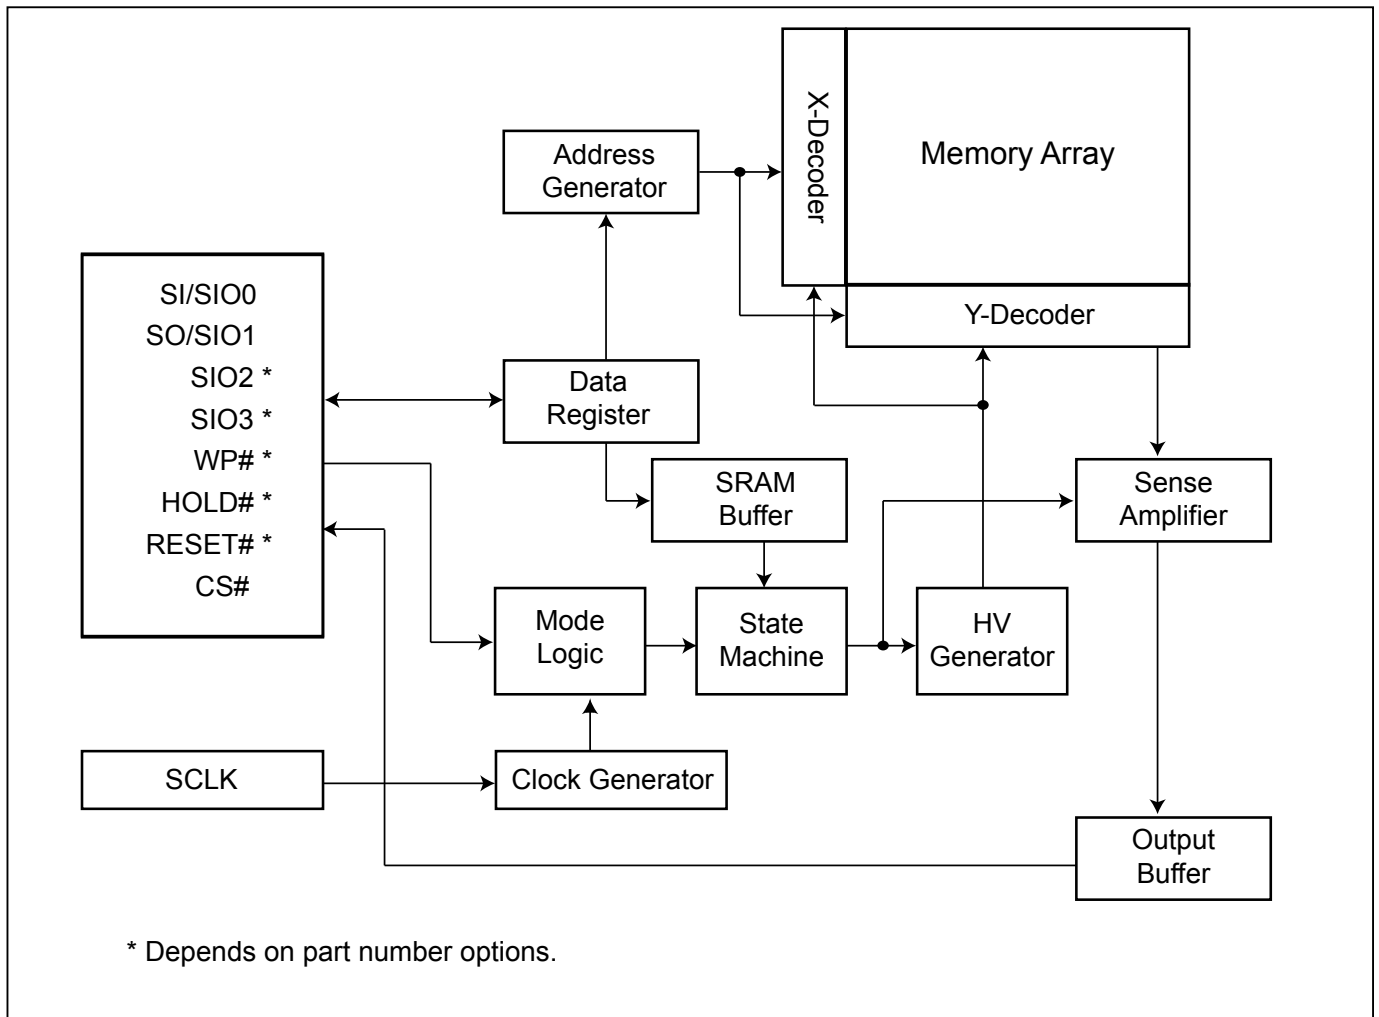 X-Decoder
Memory Array
Address
Generator
SI/SIO0
SO/SIO1
SIO2 *
SIO3 *
WP# *
HOLD# *
RESET# *
CS#
Y-Decoder
Data
Register
SRAM
Buffer
Sense
Amplifier
Mode
Logic
State
Machine
HV
Generator
SCLK
Clock Generator
Output
Buffer
* Depends on part number options.